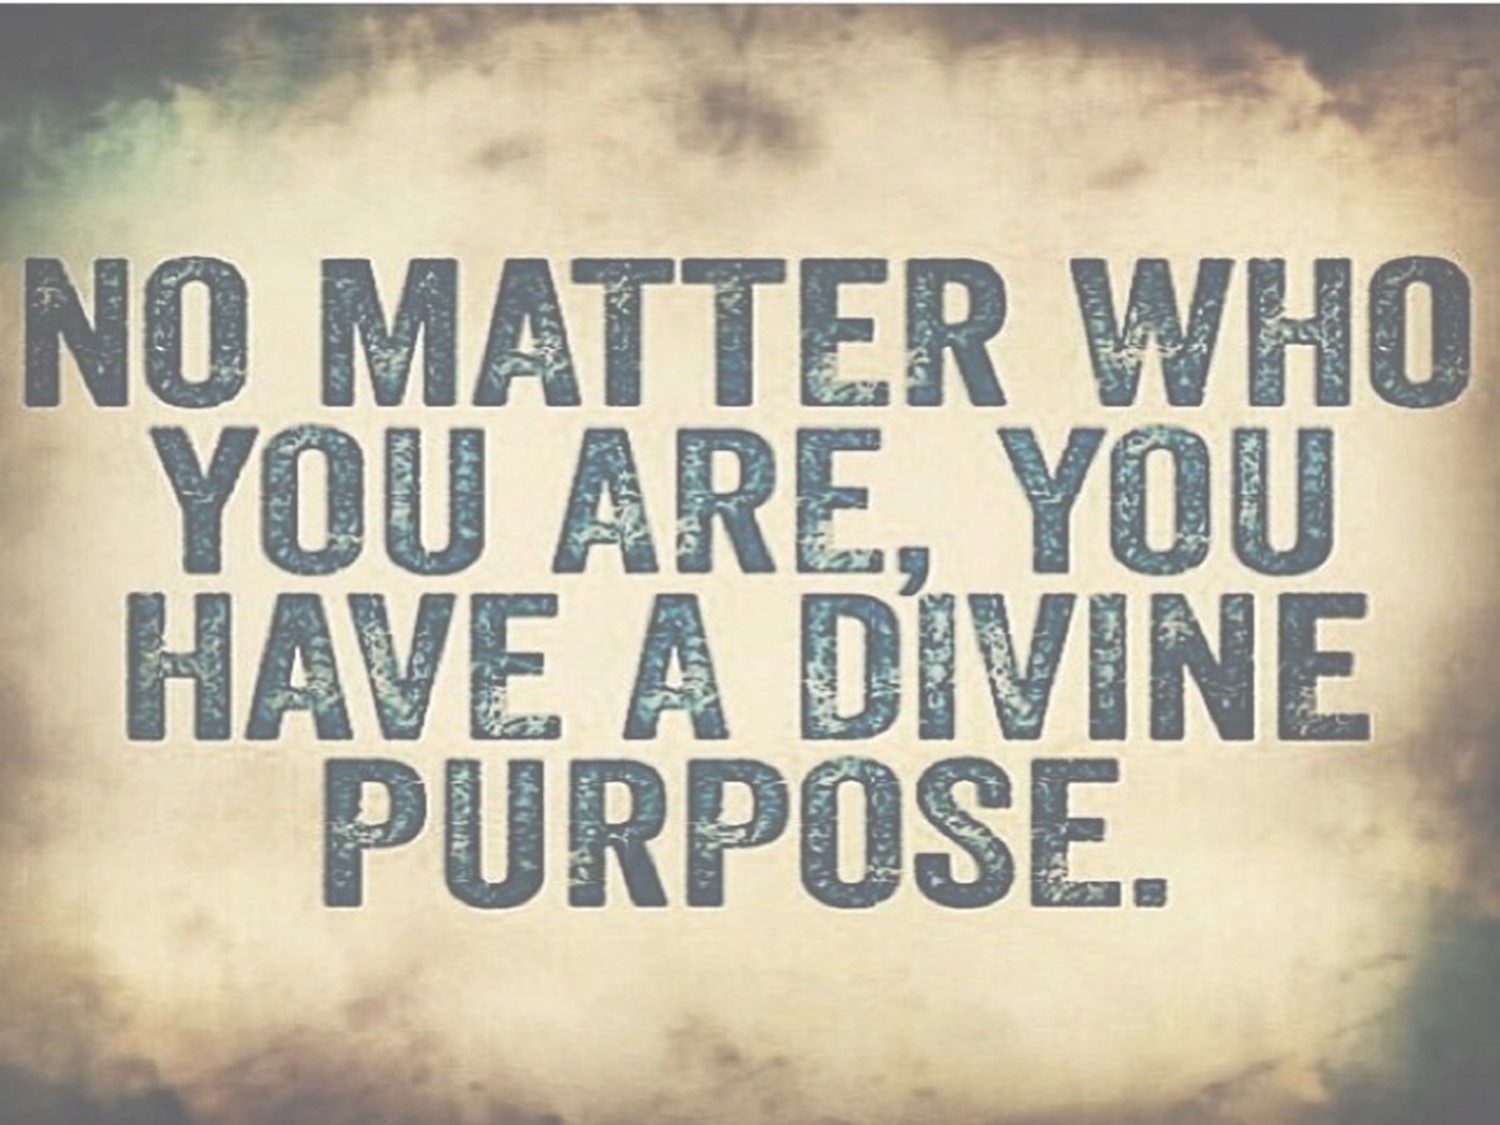 NO MATTER WHO
YOU ARE, YOU
HAVE A DIVINE
PURPOSE.